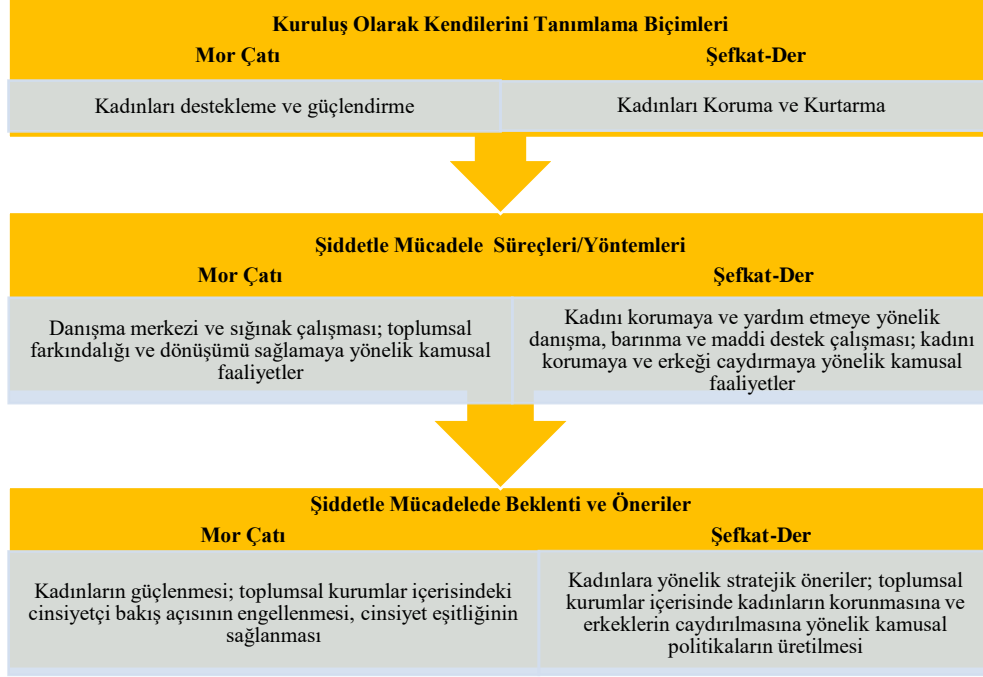 Kuruluş Olarak Kendilerini Tanımlama Biçimleri
Mor Çatı
Şefkat-Der
Kadınları destekleme ve güçlendirme
Kadınları Koruma ve Kurtarma
Şiddetle Mücadele Süreçleri/Yöntemleri
Mor Çatı
Şefkat-Der
Danışma merkezi ve sığınak çalışması; toplumsal
farkındalığı ve dönüşümü sağlamaya yönelik kamusal
faaliyetler
Kadını korumaya ve yardım etmeye yönelik
danışma, barınma ve maddi destek çalışması; kadını
korumaya ve erkeği caydırmaya yönelik kamusal
faaliyetler
Şiddetle Mücadelede Beklenti ve Öneriler
Mor Çatı
Şefkat-Der
Kadınların güçlenmesi; toplumsal kurumlar içerisindeki
cinsiyetçi bakış açısının engellenmesi, cinsiyet eşitliğinin
sağlanması
Kadınlara yönelik stratejik öneriler; toplumsal
kurumlar içerisinde kadınların korunmasına ve
erkeklerin caydırılmasına yönelik kamusal
politikaların üretilmesi